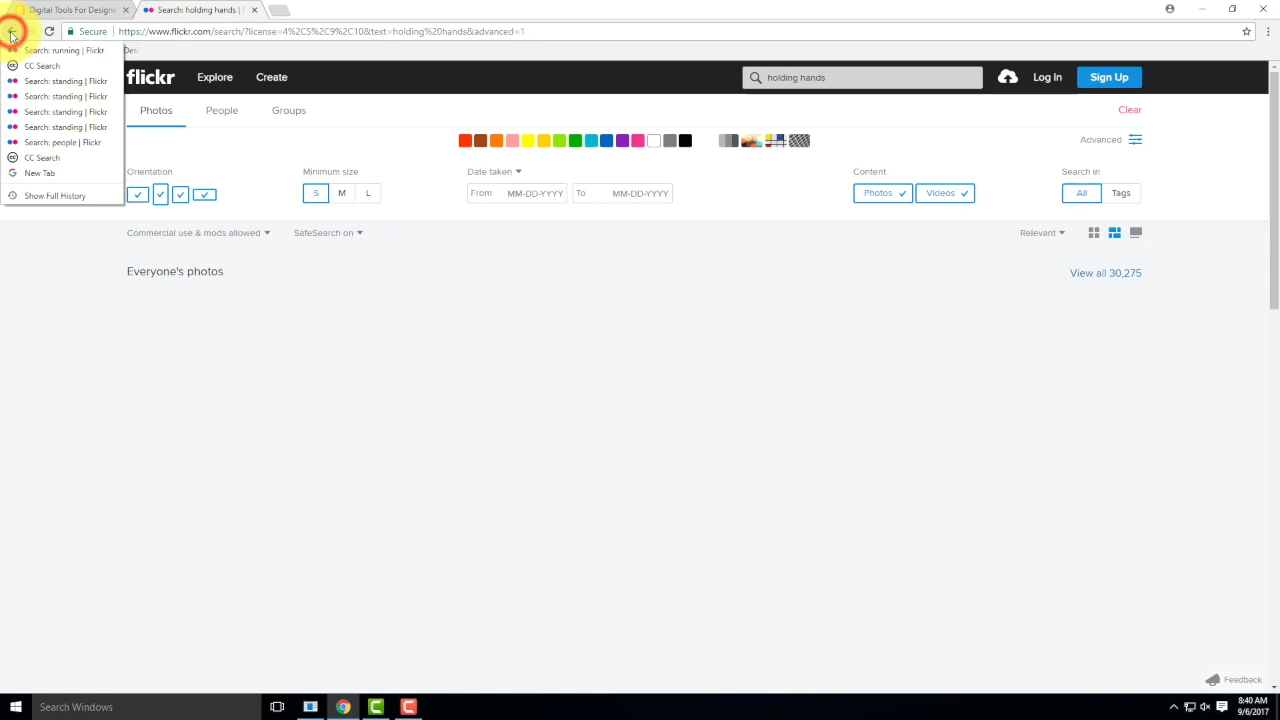 Digital Tools For Designe
Search: holding hands |
Secure
https://www.flickr.com/search/?license=4%2C5%2C9%2C10&text=holding%20hands&advanced=1
Search: running | Flickr
CC Search
Search: standing | Flickr
Search: standing | Flickr
Search: standing | Flickr
Search: standing | Flickr
Search: people | Flickr
CC Search
New Tab
Show Full History
flickr
Explore
Create
holding hands
Log In
Sign Up
Photos
People
Groups
Clear
Advanced
Orientation
Minimum size
Date taken
Content
Search in
S
M
L
From
MM-DD-YYYY
To
MM-DD-YYYY
Photos
Videos
All
Tags
Commercial use & mods allowed
SafeSearch on
Relevant
Everyone's photos
View all 30,275
Feedback
Search Windows
8:40 AM
9/6/2017